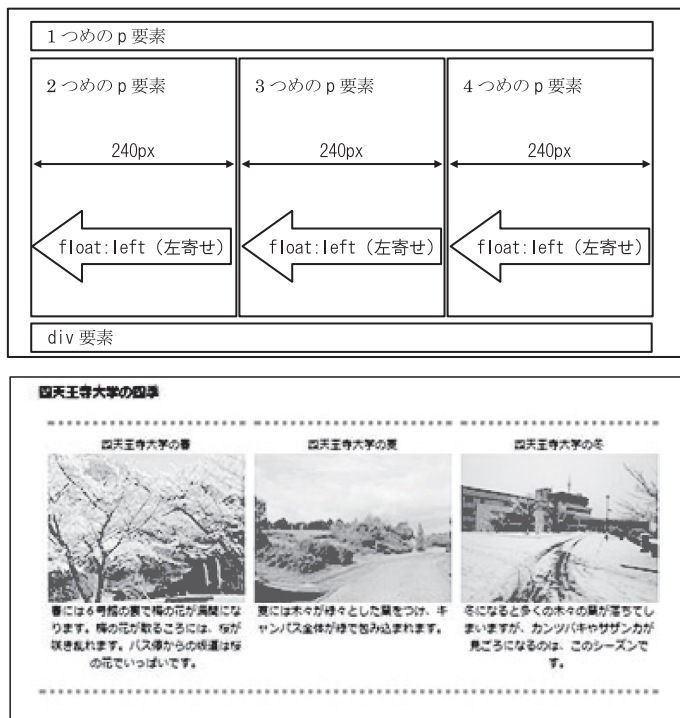 1つめのp要素
2つめのp要素
3つめのp要素
4つめのp要素
240px
240px
240px
float:left（左寄せ）
float:left（左寄せ）
float:left（左寄せ）
div要素
四天王寺大学の四季
四天王寺大学の春
四天王寺大学の夏
四天王寺大学の冬
春には6号館の裏で梅の花が満開にな
ります。梅の花が散るころには、桜が
咲き乱れます。バス停からの坂道は桜
の花でいっぱいです。
夏には木々が緑々とした葉をつけ、キ
ャンパス全体が緑で包み込まれます。
冬になると多くの木々の葉が落ちてし
まいますが、カンツバキやサザンカが
見ごろになるのは、このシーズンで
す。